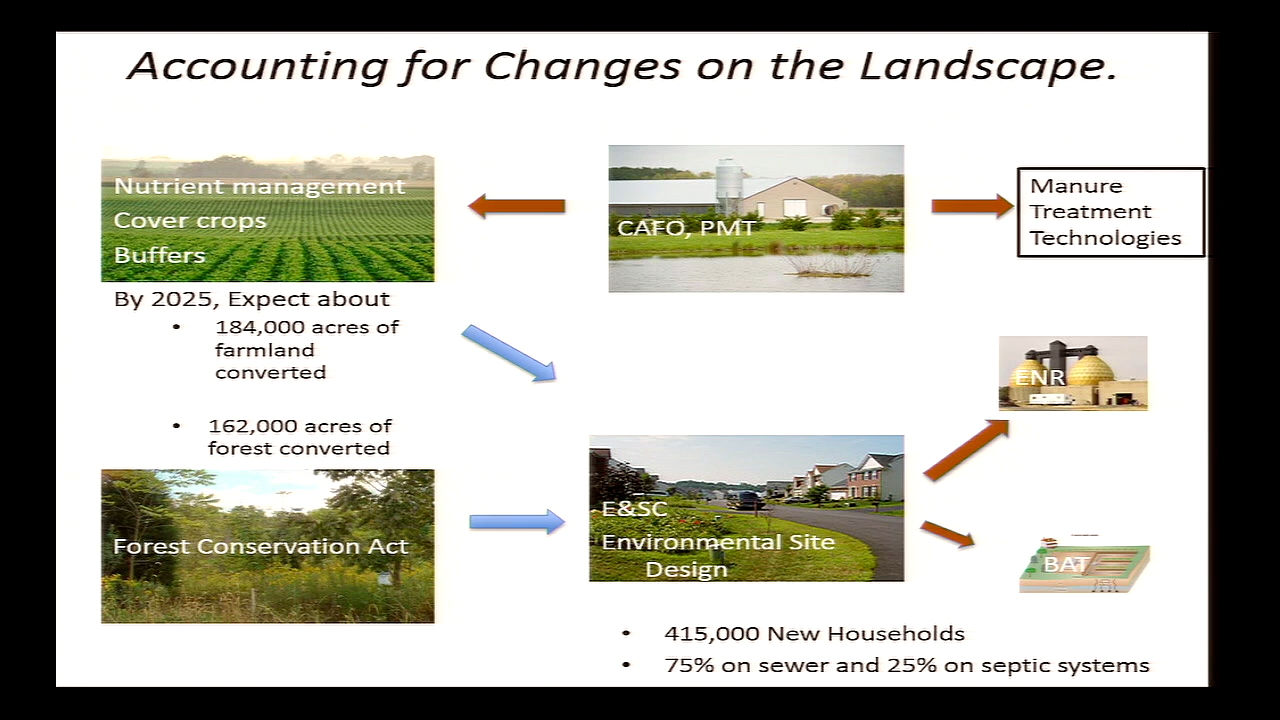 Accounting for Changes on the Landscape.
Nutrient management
Cover crops
Buffers
CAFO, PMT
Manure
Treatment
Technologies
By 2025, Expect about
• 184,000 acres of
farmland
converted
• 162,000 acres of
forest converted
ENR
Forest Conservation Act
E&SC
Environmental Site
Design
BAT
• 415,000 New Households
• 75% on sewer and 25% on septic systems